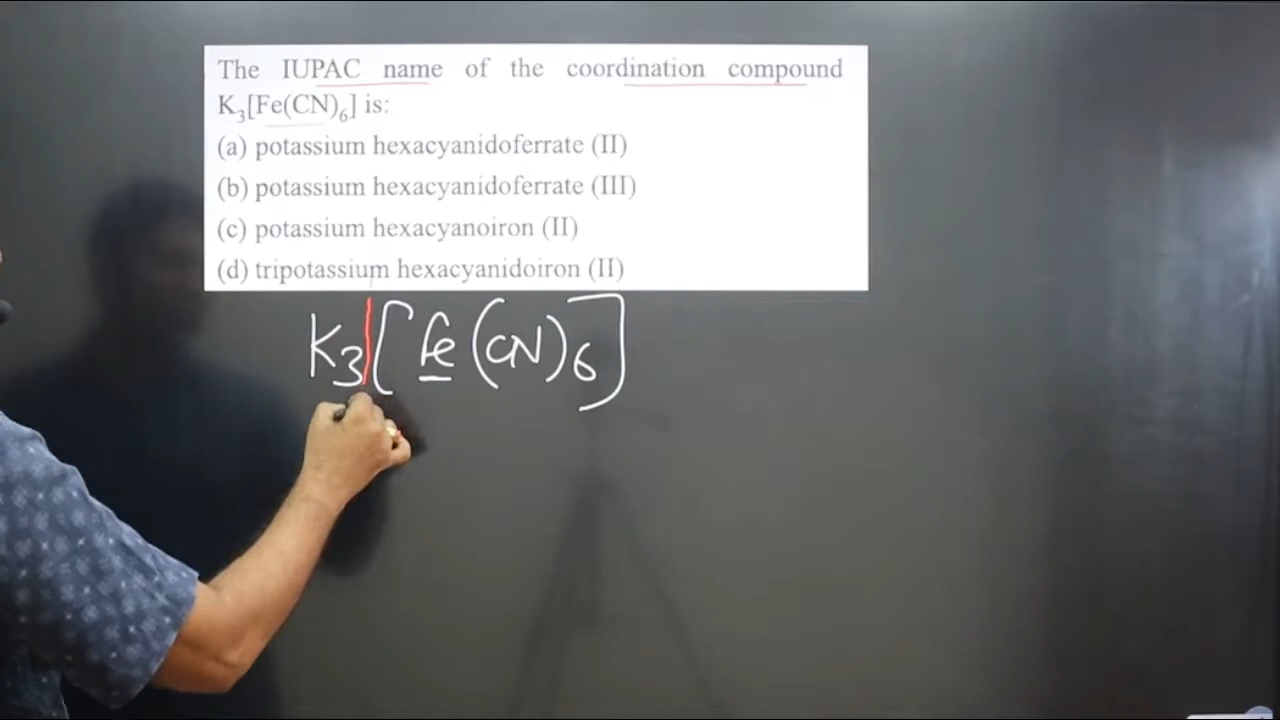 The IUPAC name of the coordination compound
K₃[Fe(CN)₆] is:
(a) potassium hexacyanidoferrate (II)
(b) potassium hexacyanidoferrate (III)
(c) potassium hexacyanoiron (II)
(d) tripotassium hexacyanidoiron (II)
K₃[Fe(CN)₆]